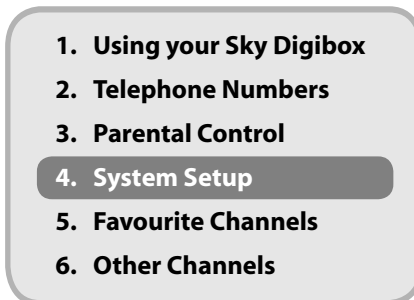 1. Using your Sky Digibox
2. Telephone Numbers
3. Parental Control
4. System Setup
5. Favourite Channels
6. Other Channels